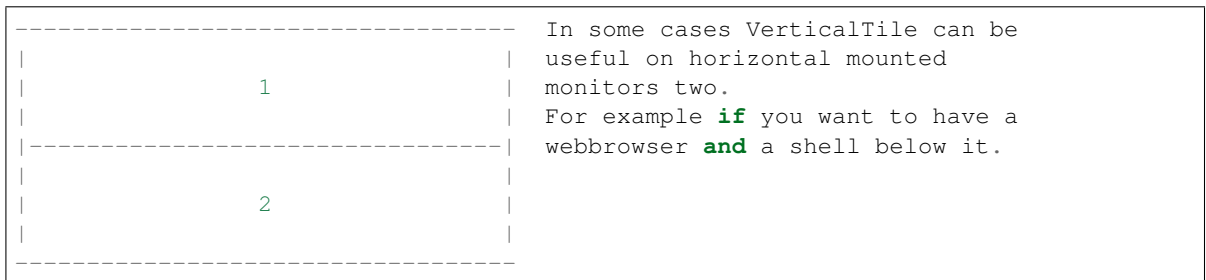 In some cases VerticalTile can be
useful on horizontal mounted
1 monitors two.
For example if you want to have a
webbrowser and a shell below it.
2